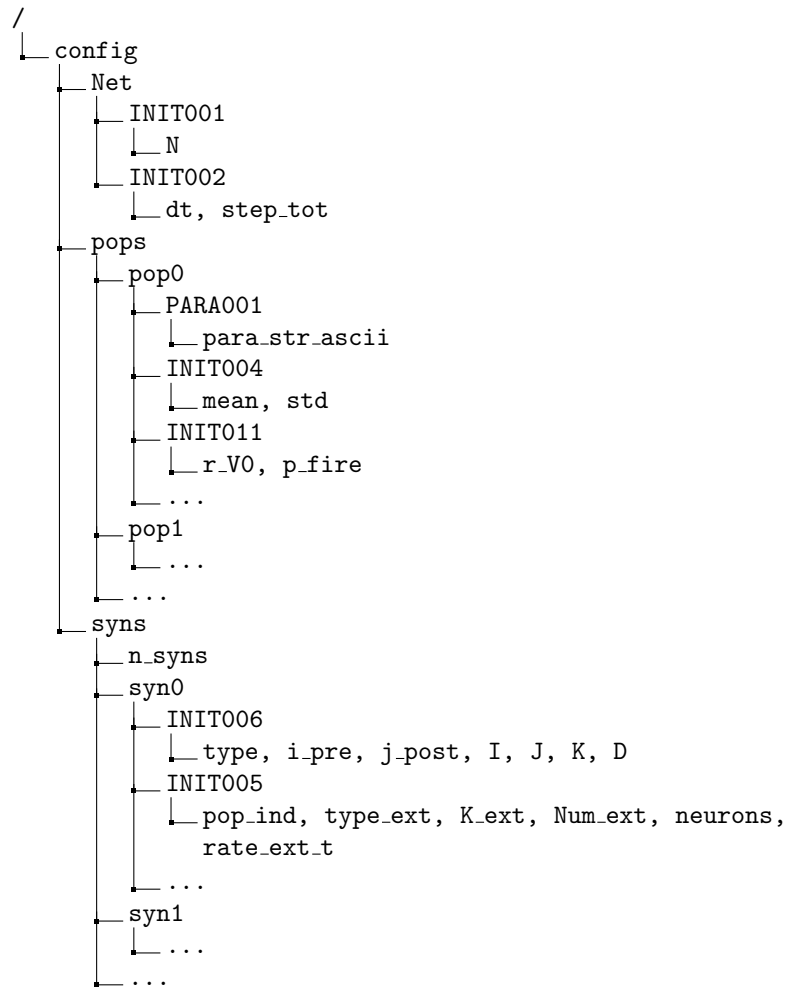 /
config
Net
INIT001
N
INIT002
dt, step_tot
pops
pop0
PARA001
para_str_ascii
INIT004
mean, std
INIT011
r_V0, p_fire
...
pop1
...
...
syns
n_syns
syn0
INIT006
type, i_pre, j_post, I, J, K, D
INIT005
pop_ind, type_ext, K_ext, Num_ext, neurons,
rate_ext_t
...
syn1
...
...